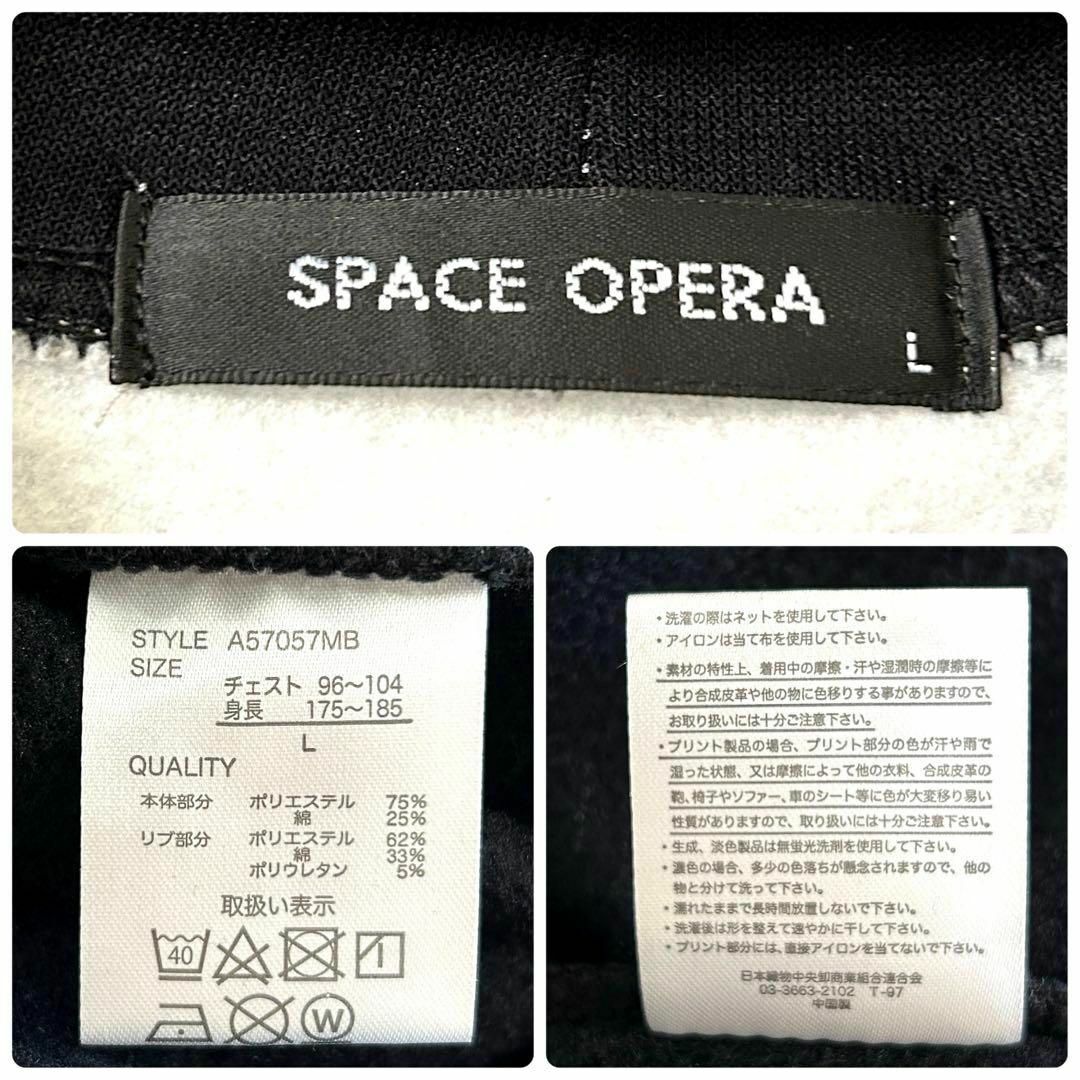 SPACE OPERA
L
STYLE A57057MB
SIZE
チェスト 96～104
身長 175～185
L
QUALITY
本体部分 ポリエステル 75%
綿 25%
リブ部分 ポリエステル 62%
綿 33%
ポリウレタン 5%
取扱い表示
40
W
・洗濯の際はネットを使用して下さい。
・アイロンは当て布を使用して下さい。
・素材の特性上、着用中の摩擦・汗や湿潤時の摩擦等に
より合成皮革や他の物に色移りする事がありますので、
お取り扱いには十分ご注意下さい。
・プリント製品の場合、プリント部分の色が汗や雨で
湿った状態、又は摩擦によって他の衣料、合成皮革の
鞄、椅子やソファー、車のシート等に色が大変移り易い
性質がありますので、取り扱いには十分ご注意下さい。
・生成、淡色製品は無蛍光洗剤を使用して下さい。
・濃色の場合、多少の色落ちが懸念されますので、他の
物と分けて洗って下さい。
・濡れたままで長時間放置しないで下さい。
・洗濯後は形を整えて速やかに干して下さい。
・プリント部分には、直接アイロンを当てないで下さい。
日本織物中央卸商業組合連合会
03-3663-2102 T-97
中国製